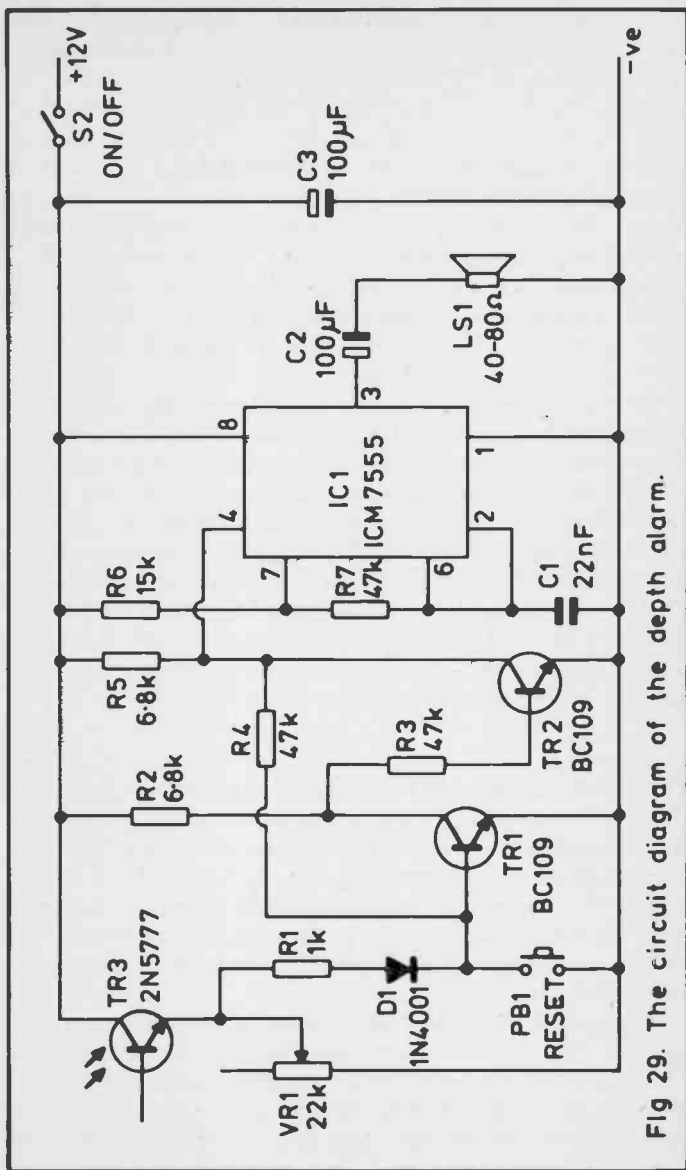 S2
ON/OFF
+12V
-ve
C3
100µF
C2
100µF
LS1
40-80Ω
8
4
3
7
6
2
1
IC1
ICM7555
R6
15k
R7
47k
C1
22nF
R5
6·8k
R4
47k
R2
6·8k
R3
47k
TR2
BC109
TR1
BC109
TR3
2N5777
R1
1k
D1
1N4001
VR1
22k
PB1
RESET
Fig 29. The circuit diagram of the depth alarm.